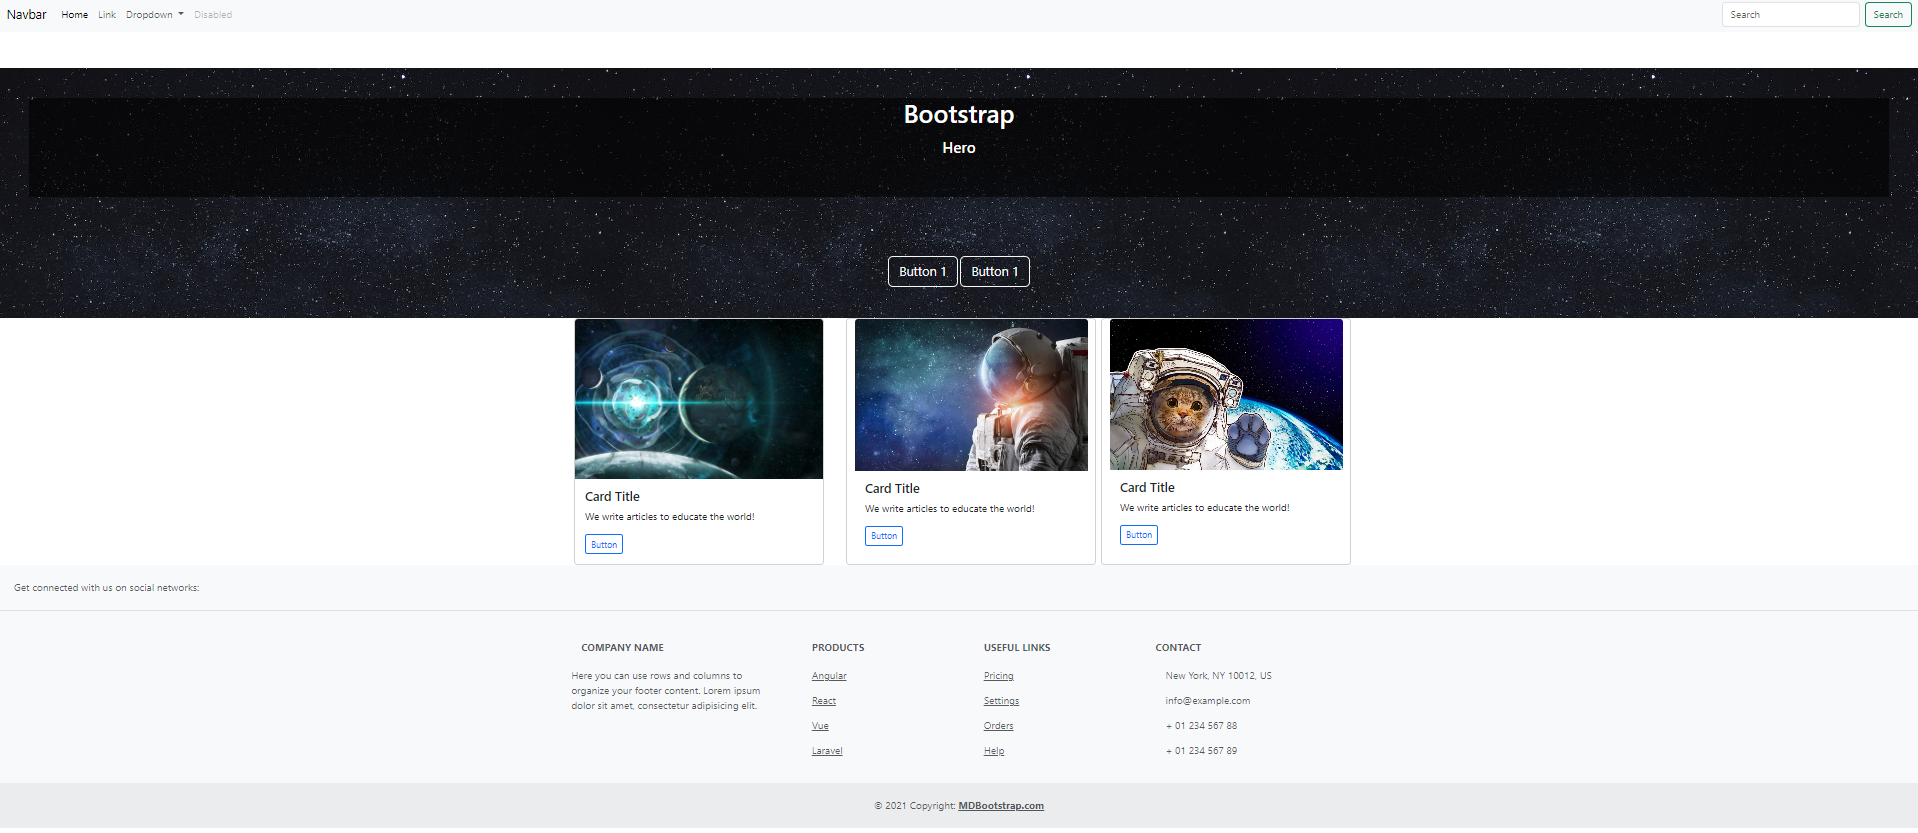 Navbar Home Link Dropdown Disabled Search Search
Bootstrap
Hero
Button 1 Button 1
Card Title
We write articles to educate the world!
Button
Card Title
We write articles to educate the world!
Button
Card Title
We write articles to educate the world!
Button
Get connected with us on social networks:
COMPANY NAME
Here you can use rows and columns to
organize your footer content. Lorem ipsum
dolor sit amet, consectetur adipisicing elit.
PRODUCTS
Angular
React
Vue
Laravel
USEFUL LINKS
Pricing
Settings
Orders
Help
CONTACT
New York, NY 10012, US
info@example.com
+ 01 234 567 88
+ 01 234 567 89
© 2021 Copyright: MDBootstrap.com